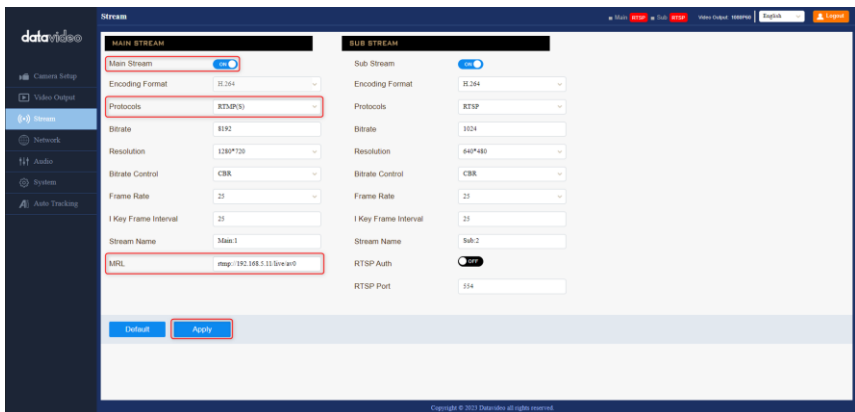 Stream
Main RTSP Sub RTSP Video Output 1080P60 English Logout
datavideo
Camera Setup
Video Output
Stream
Network
Audio
System
Auto Tracking
MAIN STREAM
Main Stream ON
Encoding Format H.264
Protocols RTMP(S)
Bitrate 8192
Resolution 1280*720
Bitrate Control CBR
Frame Rate 25
I Key Frame Interval 25
Stream Name Main:1
MRL rtmp://192.168.5.11/live/av0
SUB STREAM
Sub Stream ON
Encoding Format H.264
Protocols RTSP
Bitrate 1024
Resolution 640*480
Bitrate Control CBR
Frame Rate 25
I Key Frame Interval 25
Stream Name Sub:2
RTSP Auth OFF
RTSP Port 554
Default Apply
Copyright © 2023 Datavideo all rights reserved.